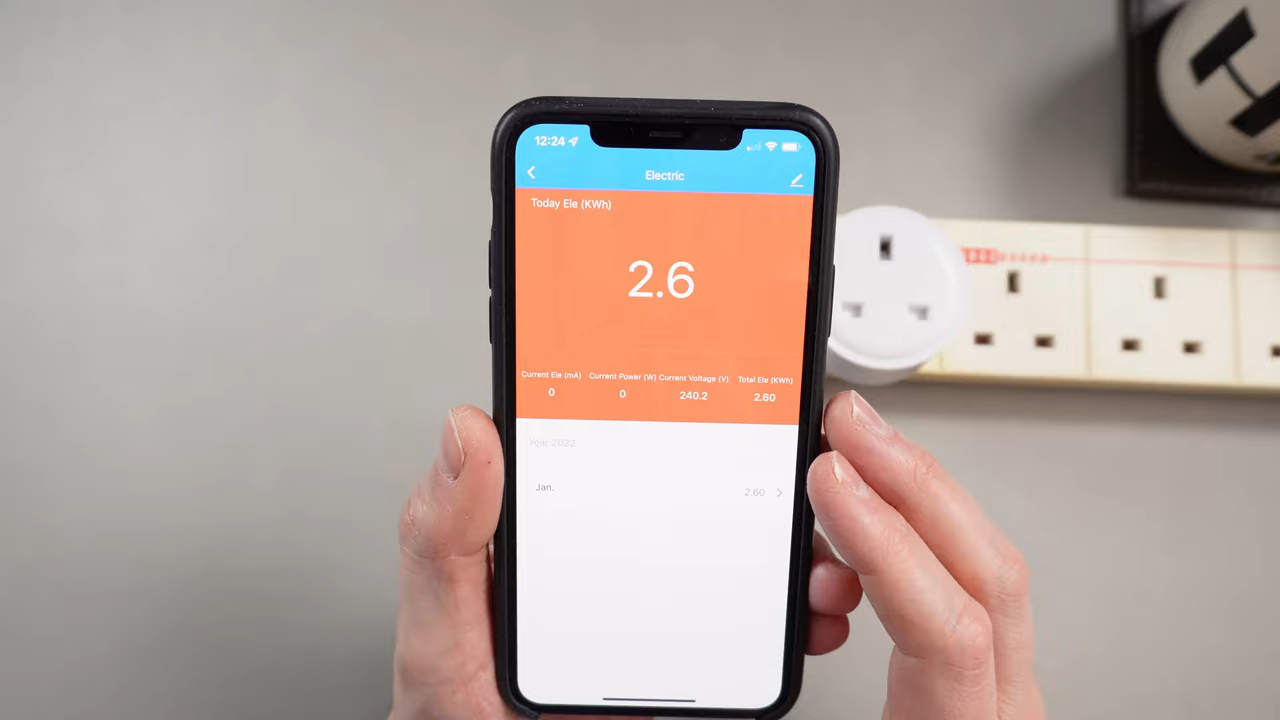 12:24
Electric
Today Ele (KWh)
2.6
Current Ele (mA) Current Power (W) Current Voltage (V) Total Ele (KWh)
0 0 240.2 2.60
Year 2022
Jan. 2.60